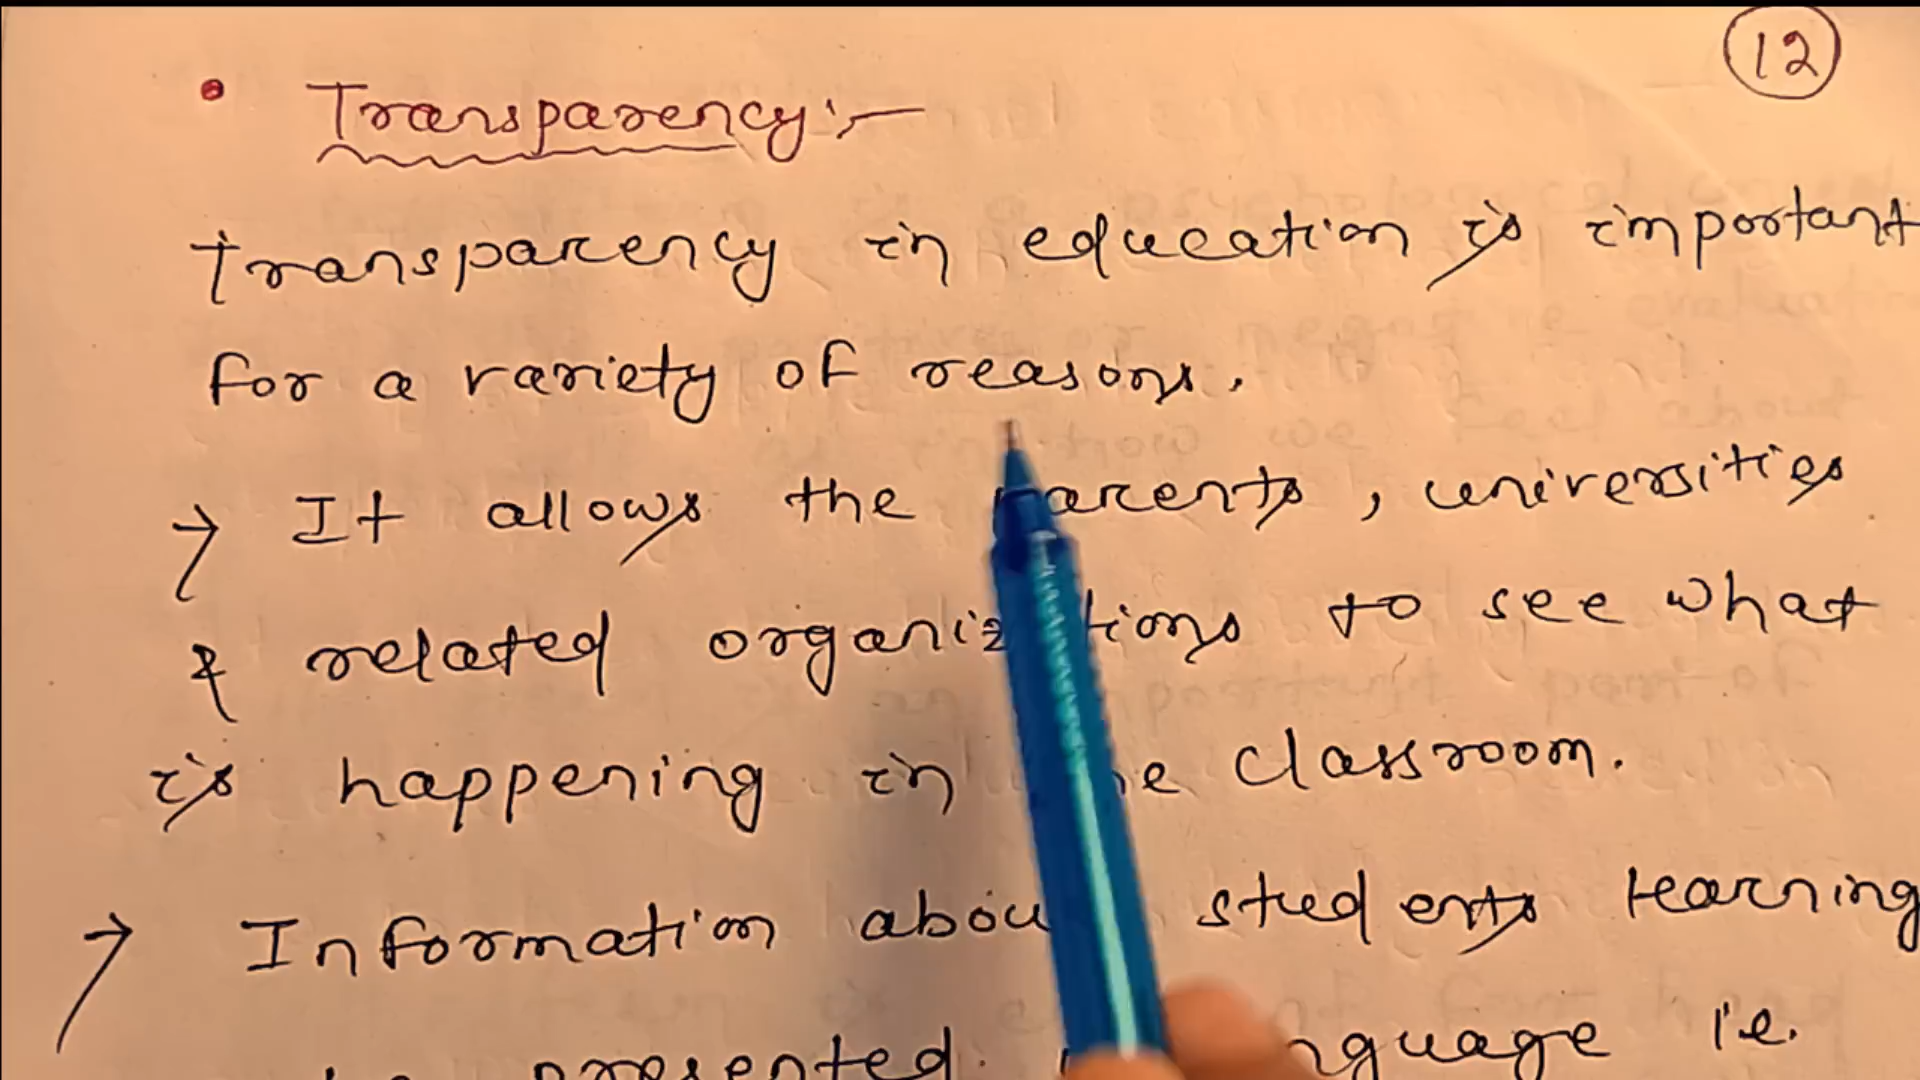 12
• Transparency:-
Transparency in education is important
for a variety of reasons.
→ It allows the parents, universities
& related organizations to see what
is happening in the classroom.
→ Information about students learning
presented. language i.e.